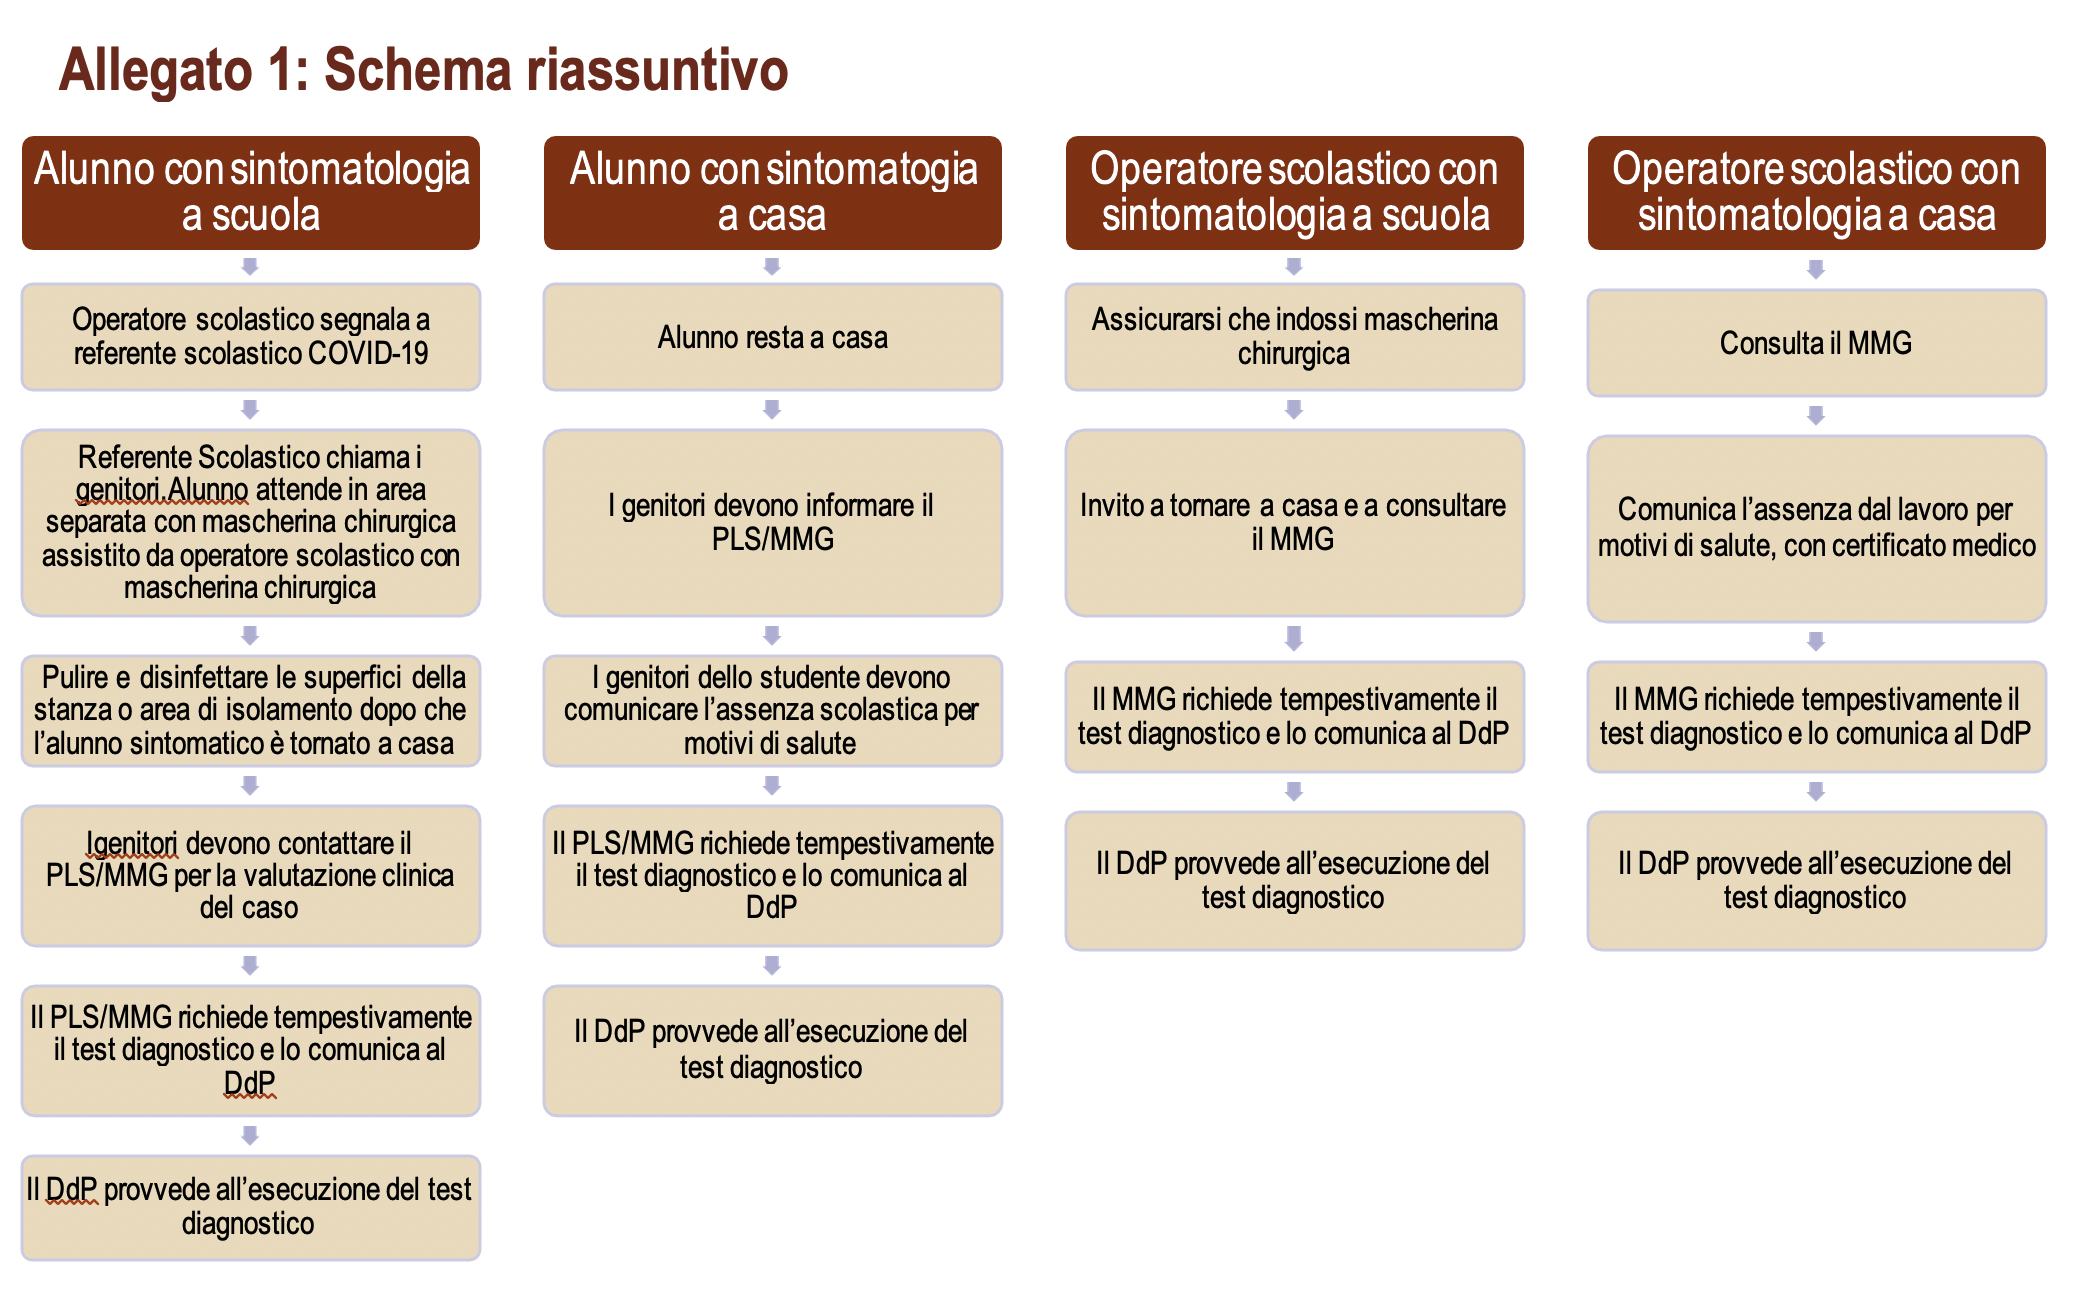 Allegato 1: Schema riassuntivo
Alunno con sintomatologia
a scuola
Operatore scolastico segnala a
referente scolastico COVID-19
Referente Scolastico chiama i
genitori.Alunno attende in area
separata con mascherina chirurgica
assistito da operatore scolastico con
mascherina chirurgica
Pulire e disinfettare le superfici della
stanza o area di isolamento dopo che
l’alunno sintomatico è tornato a casa
Igenitori devono contattare il
PLS/MMG per la valutazione clinica
del caso
Il PLS/MMG richiede tempestivamente
il test diagnostico e lo comunica al
DdP
Il DdP provvede all’esecuzione del test
diagnostico
Alunno con sintomatogia
a casa
Alunno resta a casa
I genitori devono informare il
PLS/MMG
I genitori dello studente devono
comunicare l’assenza scolastica per
motivi di salute
Il PLS/MMG richiede tempestivamente
il test diagnostico e lo comunica al
DdP
Il DdP provvede all’esecuzione del
test diagnostico
Operatore scolastico con
sintomatologia a scuola
Assicurarsi che indossi mascherina
chirurgica
Invito a tornare a casa e a consultare
il MMG
Il MMG richiede tempestivamente il
test diagnostico e lo comunica al DdP
Il DdP provvede all’esecuzione del
test diagnostico
Operatore scolastico con
sintomatologia a casa
Consulta il MMG
Comunica l’assenza dal lavoro per
motivi di salute, con certificato medico
Il MMG richiede tempestivamente il
test diagnostico e lo comunica al DdP
Il DdP provvede all’esecuzione del
test diagnostico